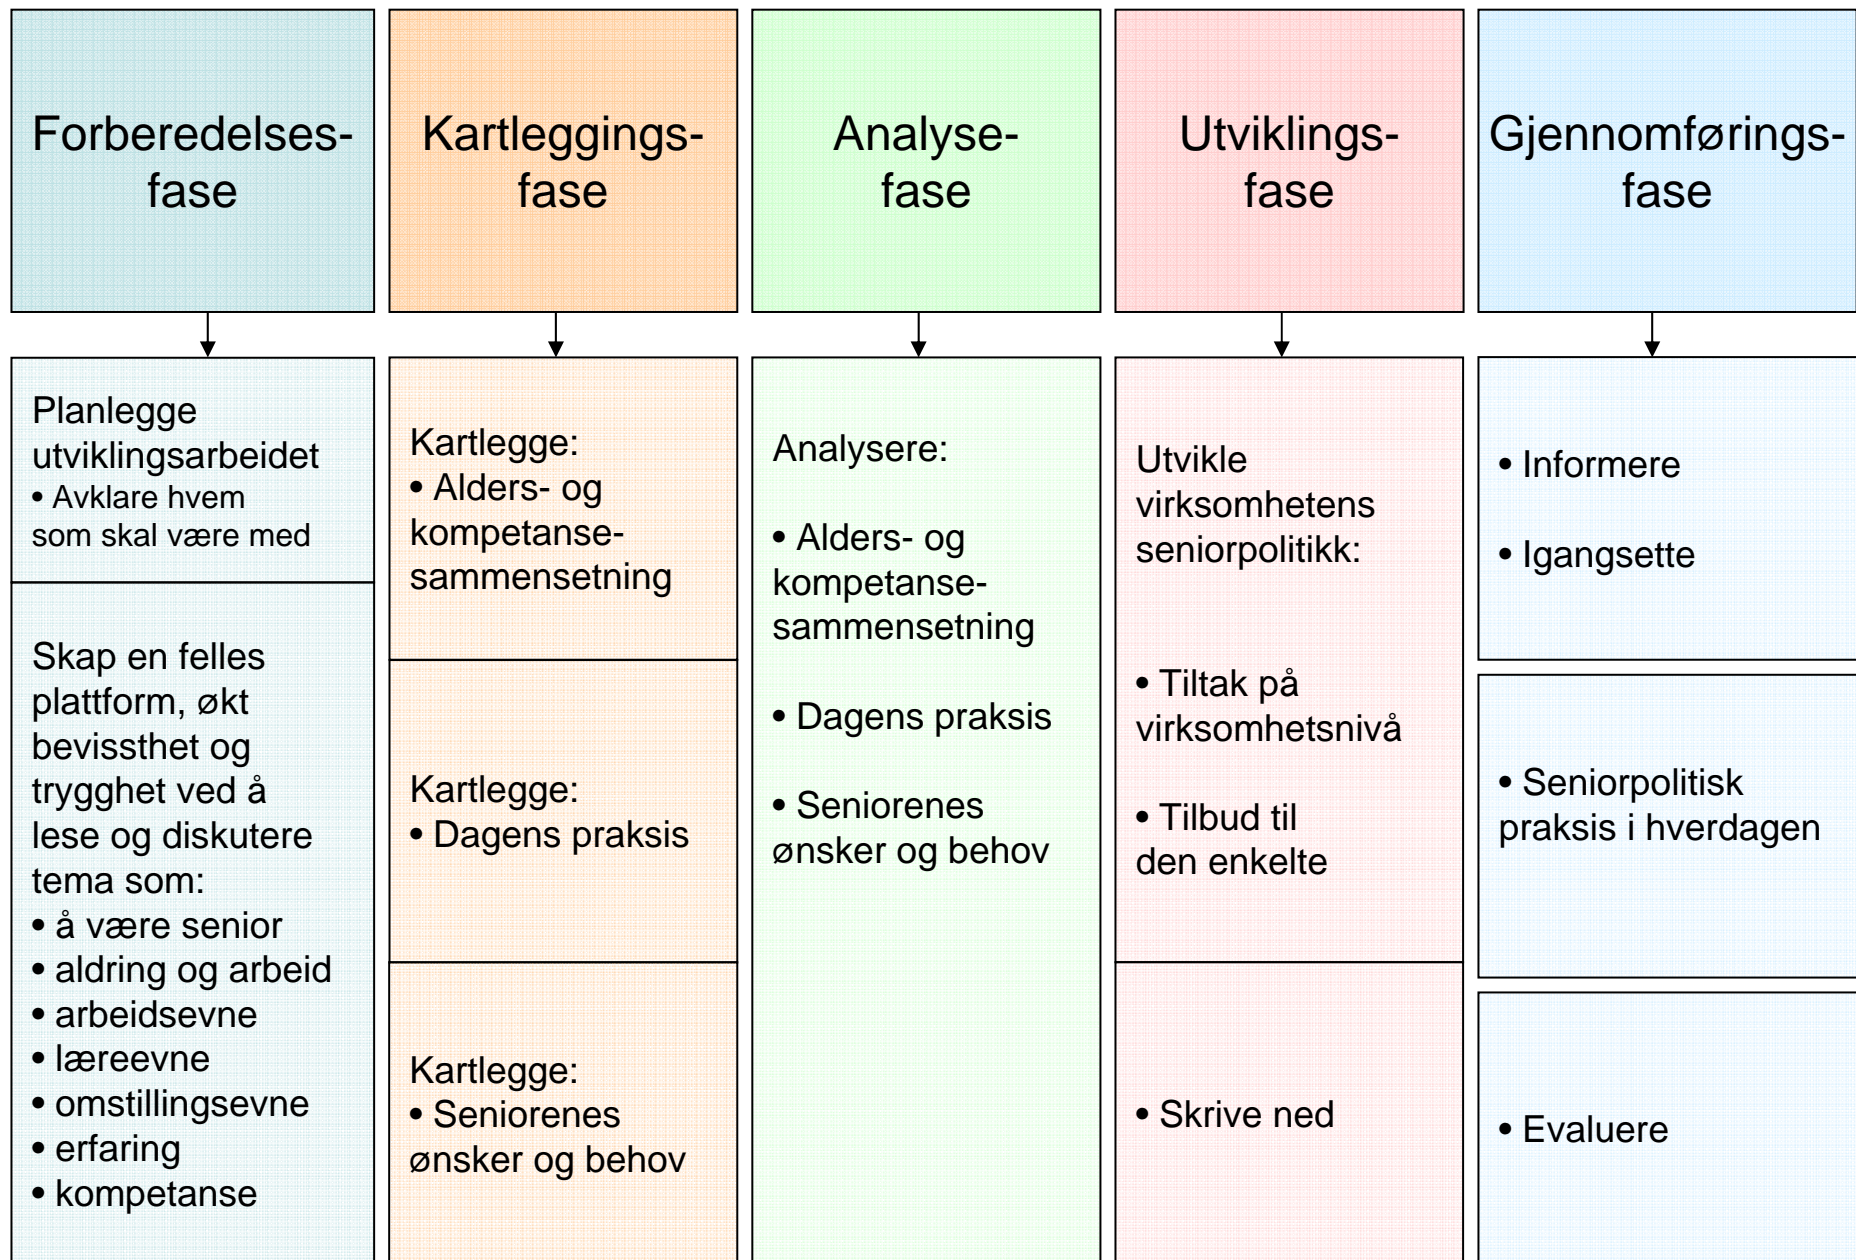 Forberedelses-
fase
Kartleggings-
fase
Analyse-
fase
Utviklings-
fase
Gjennomførings-
fase
Planlegge
utviklingsarbeidet
• Avklare hvem
som skal være med
Skap en felles
plattform, økt
bevissthet og
trygghet ved å
lese og diskutere
tema som:
• å være senior
• aldring og arbeid
• arbeidsevne
• læreevne
• omstillingsevne
• erfaring
• kompetanse
Kartlegge:
• Alders- og
kompetanse-
sammensetning
Kartlegge:
• Dagens praksis
Kartlegge:
• Seniorenes
ønsker og behov
Analysere:
• Alders- og
kompetanse-
sammensetning
• Dagens praksis
• Seniorenes
ønsker og behov
Utvikle
virksomhetens
seniorpolitikk:
• Tiltak på
virksomhetsnivå
• Tilbud til
den enkelte
• Skrive ned
• Informere
• Igangsette
• Seniorpolitisk
praksis i hverdagen
• Evaluere